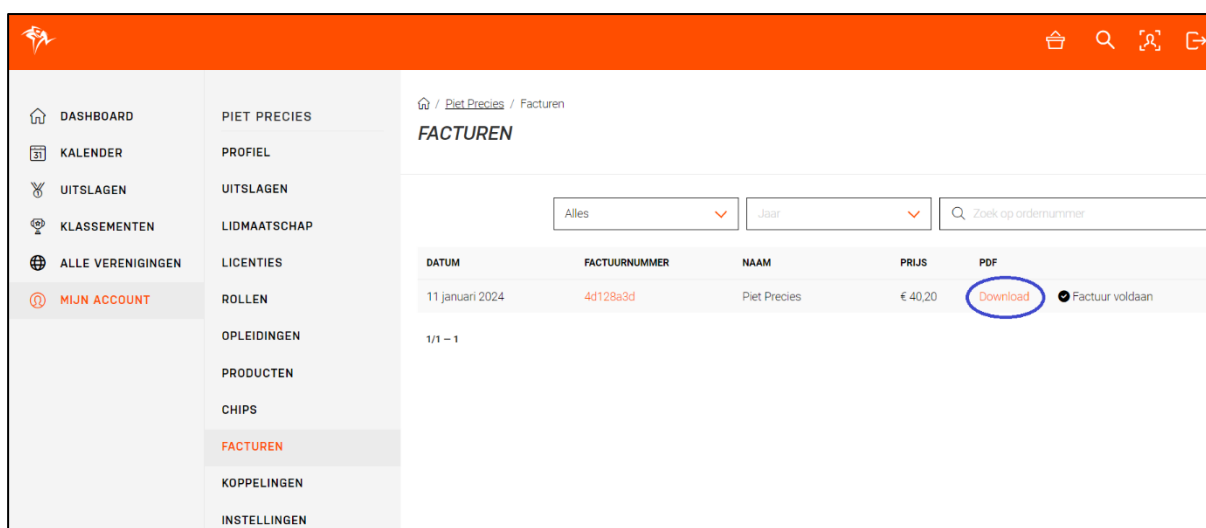 DASHBOARD
KALENDER
31
UITSLAGEN
KLASSEMENTEN
ALLE VERENIGINGEN
MIJN ACCOUNT
PIET PRECIES
PROFIEL
UITSLAGEN
LIDMAATSCHAP
LICENTIES
ROLLEN
OPLEIDINGEN
PRODUCTEN
CHIPS
FACTUREN
KOPPELINGEN
INSTELLINGEN
/ Piet Precies / Facturen
FACTUREN
Alles Jaar Zoek op ordernummer
DATUM FACTUURNUMMER NAAM PRIJS PDF
11 januari 2024 4d128a3d Piet Precies € 40,20 Download Factuur voldaan
1/1 – 1